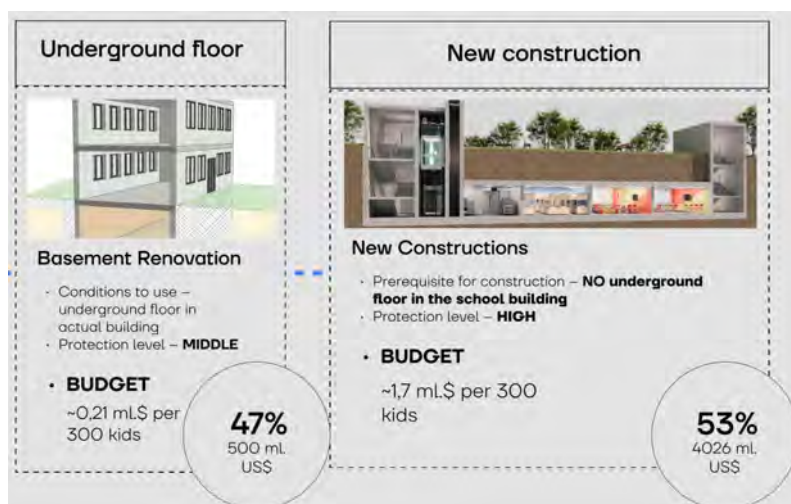 Underground floor
Basement Renovation
· Conditions to use –
underground floor in
actual building
· Protection level – MIDDLE
· BUDGET
~0,21 ml.$ per
300 kids
47%
500 ml.
US$
New construction
New Constructions
· Prerequisite for construction – NO underground
floor in the school building
· Protection level – HIGH
· BUDGET
~1,7 ml.$ per 300
kids
53%
4026 ml.
US$